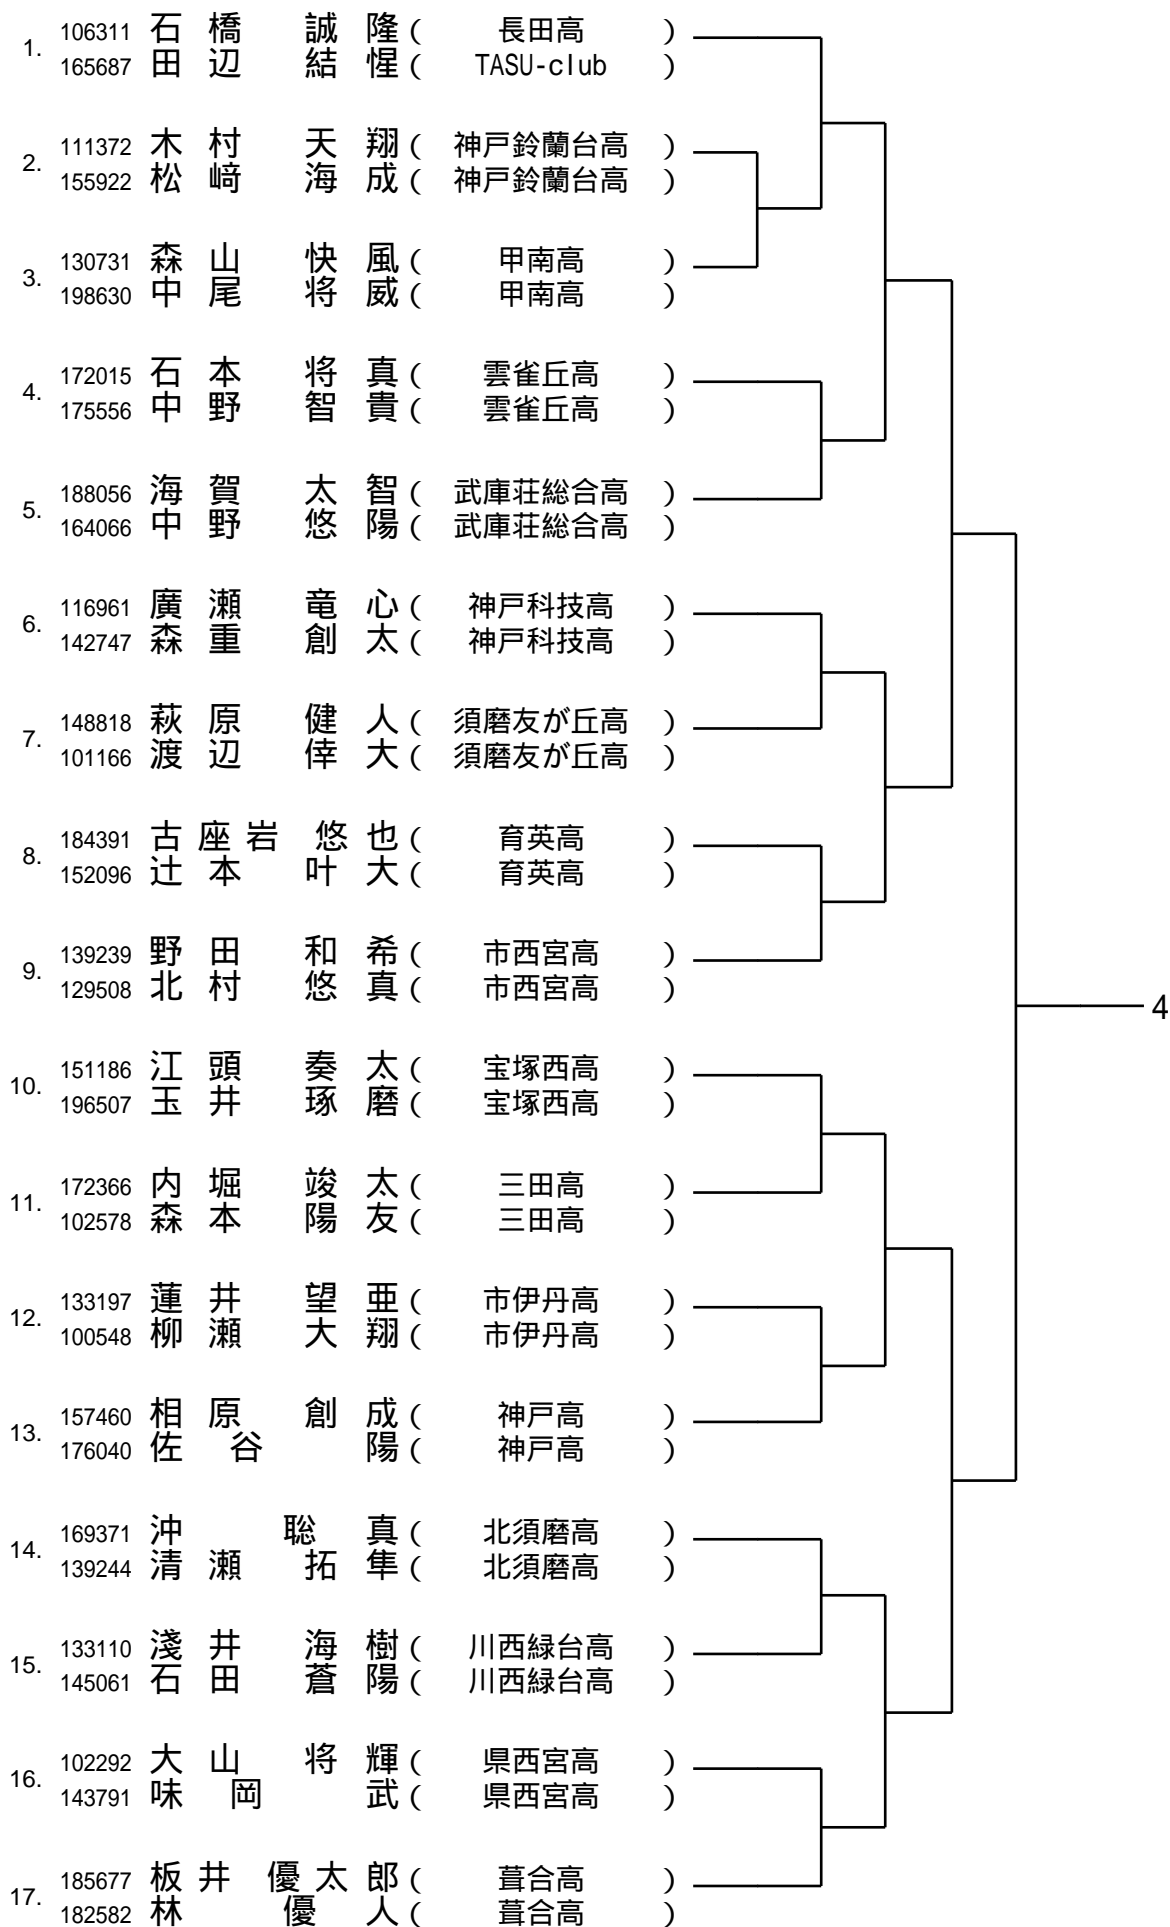 1. 106311 石橋 誠隆 ( 長田高 )
165687 田辺 結惺 ( TASU-club )
2. 111372 木村 天翔 ( 神戸鈴蘭台高 )
155922 松﨑 海成 ( 神戸鈴蘭台高 )
3. 130731 森山 快風 ( 甲南高 )
198630 中尾 将威 ( 甲南高 )
4. 172015 石本 将真 ( 雲雀丘高 )
175556 中野 智貴 ( 雲雀丘高 )
5. 188056 海賀 太智 ( 武庫荘総合高 )
164066 中野 悠陽 ( 武庫荘総合高 )
6. 116961 廣瀬 竜心 ( 神戸科技高 )
142747 森重 創太 ( 神戸科技高 )
7. 148818 萩原 健人 ( 須磨友が丘高 )
101166 渡辺 倖大 ( 須磨友が丘高 )
8. 184391 古座岩 悠也 ( 育英高 )
152096 辻本 叶大 ( 育英高 )
9. 139239 野田 和希 ( 市西宮高 )
129508 北村 悠真 ( 市西宮高 )
4
10. 151186 江頭 奏太 ( 宝塚西高 )
196507 玉井 琢磨 ( 宝塚西高 )
11. 172366 内堀 竣太 ( 三田高 )
102578 森本 陽友 ( 三田高 )
12. 133197 蓮井 望亜 ( 市伊丹高 )
100548 柳瀬 大翔 ( 市伊丹高 )
13. 157460 相原 創成 ( 神戸高 )
176040 佐谷 陽 ( 神戸高 )
14. 169371 沖 聡真 ( 北須磨高 )
139244 清瀬 拓隼 ( 北須磨高 )
15. 133110 淺井 海樹 ( 川西緑台高 )
145061 石田 蒼陽 ( 川西緑台高 )
16. 102292 大山 将輝 ( 県西宮高 )
143791 味岡 武 ( 県西宮高 )
17. 185677 板井 優太郎 ( 葺合高 )
182582 林 優人 ( 葺合高 )